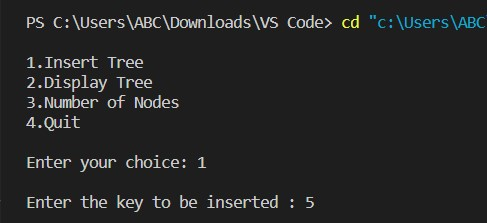 PS C:\Users\ABC\Downloads\VS Code> cd "c:\Users\ABC
1.Insert Tree
2.Display Tree
3.Number of Nodes
4.Quit
Enter your choice: 1
Enter the key to be inserted : 5